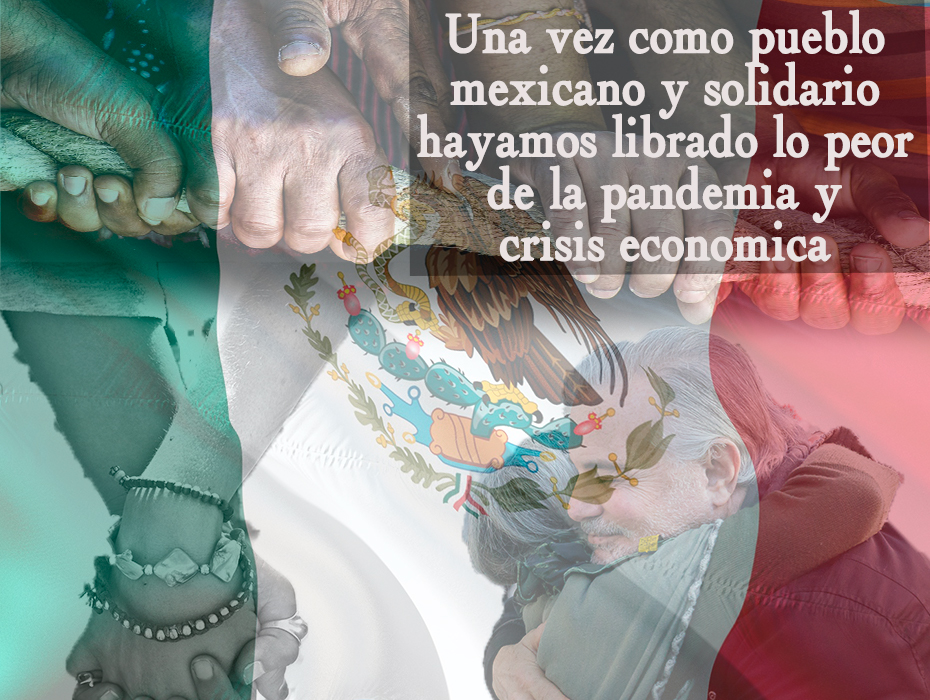 Una vez como pueblo
mexicano y solidario
hayamos librado lo peor
de la pandemia y
crisis economica